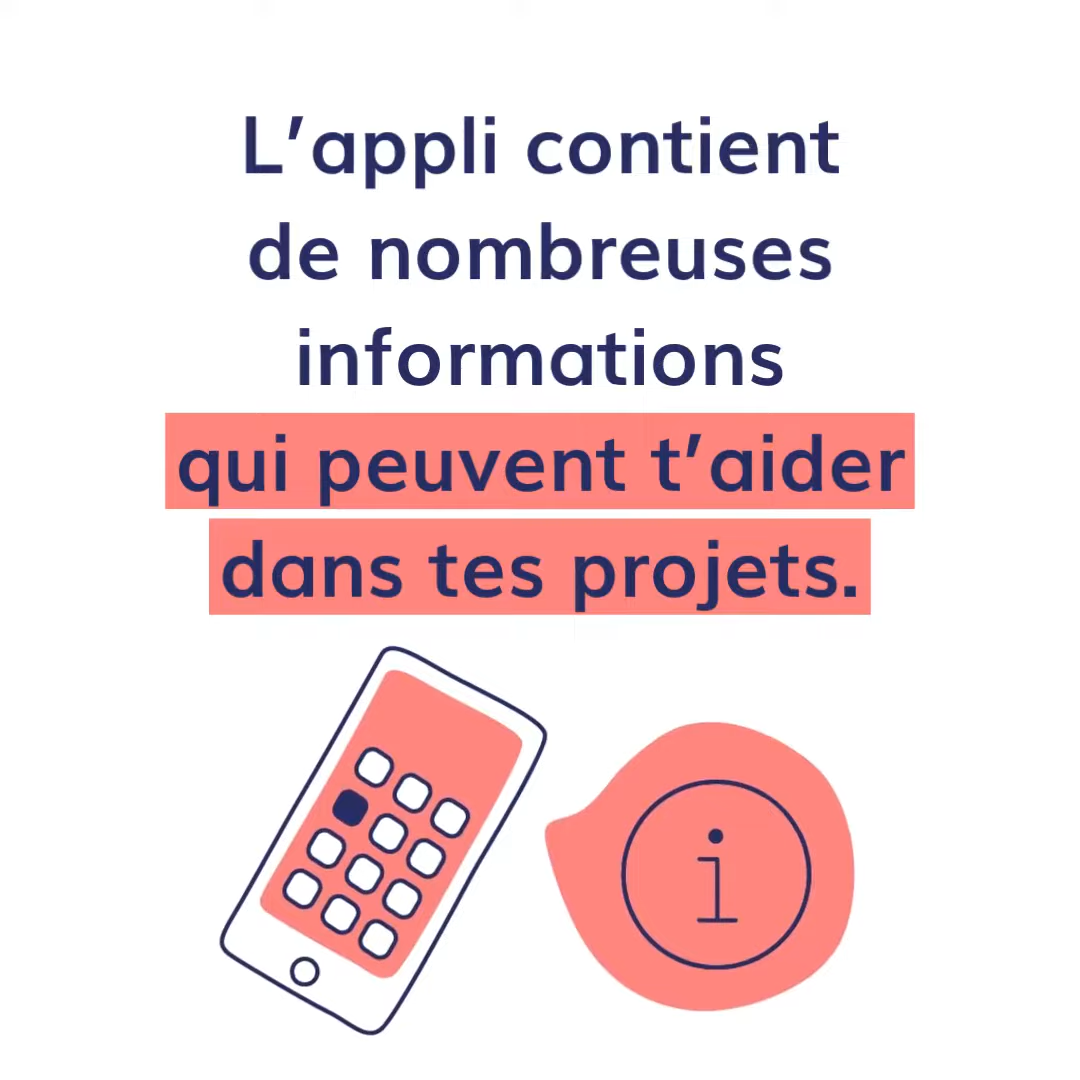 L’appli contient
de nombreuses
informations
qui peuvent t’aider
dans tes projets.
i